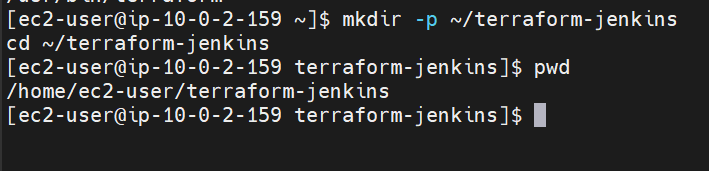 [ec2-user@ip-10-0-2-159 ~]$ mkdir -p ~/terraform-jenkins
cd ~/terraform-jenkins
[ec2-user@ip-10-0-2-159 terraform-jenkins]$ pwd
/home/ec2-user/terraform-jenkins
[ec2-user@ip-10-0-2-159 terraform-jenkins]$